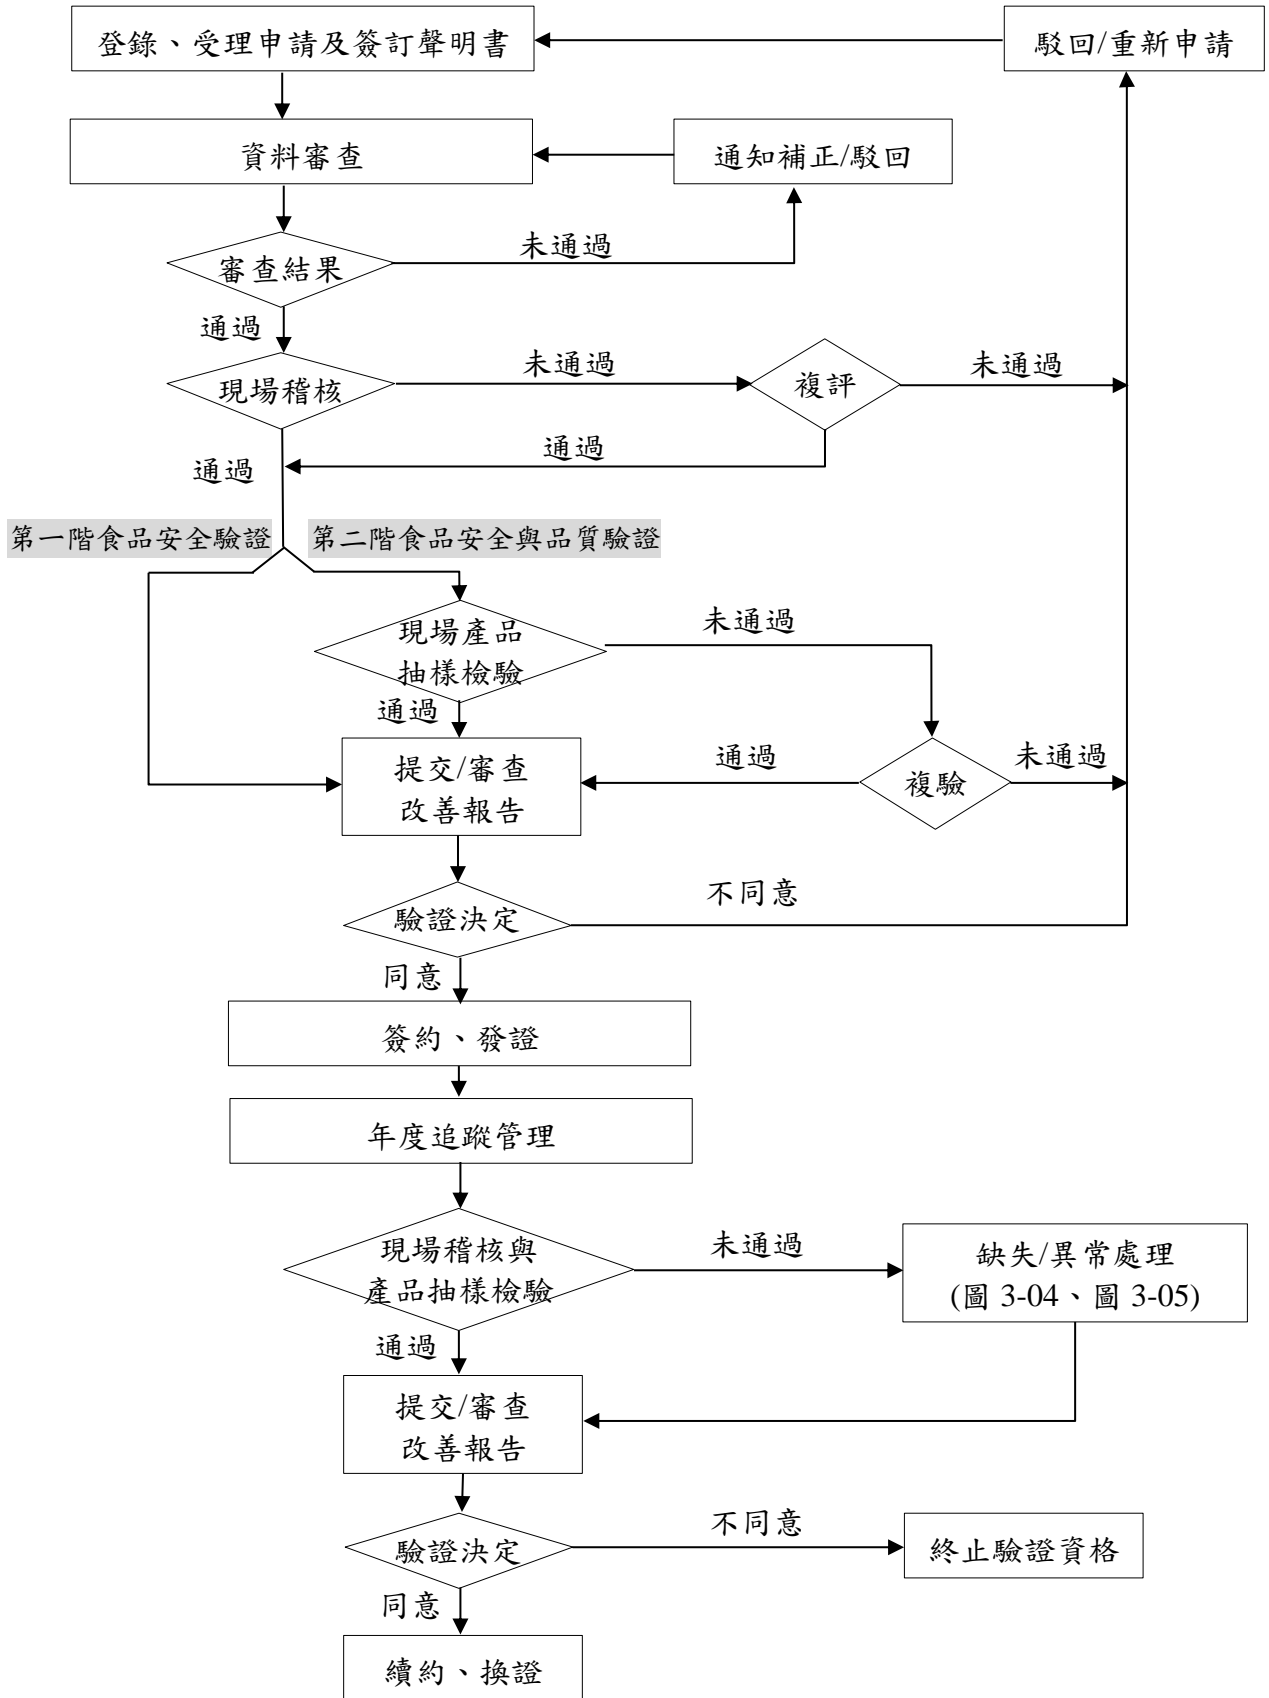 登錄、受理申請及簽訂聲明書
駁回/重新申請
資料審查
通知補正/駁回
未通過
審查結果
通過
現場稽核
未通過
複評
未通過
通過
通過
第一階食品安全驗證
第二階食品安全與品質驗證
現場產品
抽樣檢驗
未通過
通過
提交/審查
改善報告
通過
複驗
未通過
驗證決定
不同意
同意
簽約、發證
年度追蹤管理
現場稽核與
產品抽樣檢驗
未通過
缺失/異常處理
(圖 3-04、圖 3-05)
通過
提交/審查
改善報告
驗證決定
不同意
終止驗證資格
同意
續約、換證